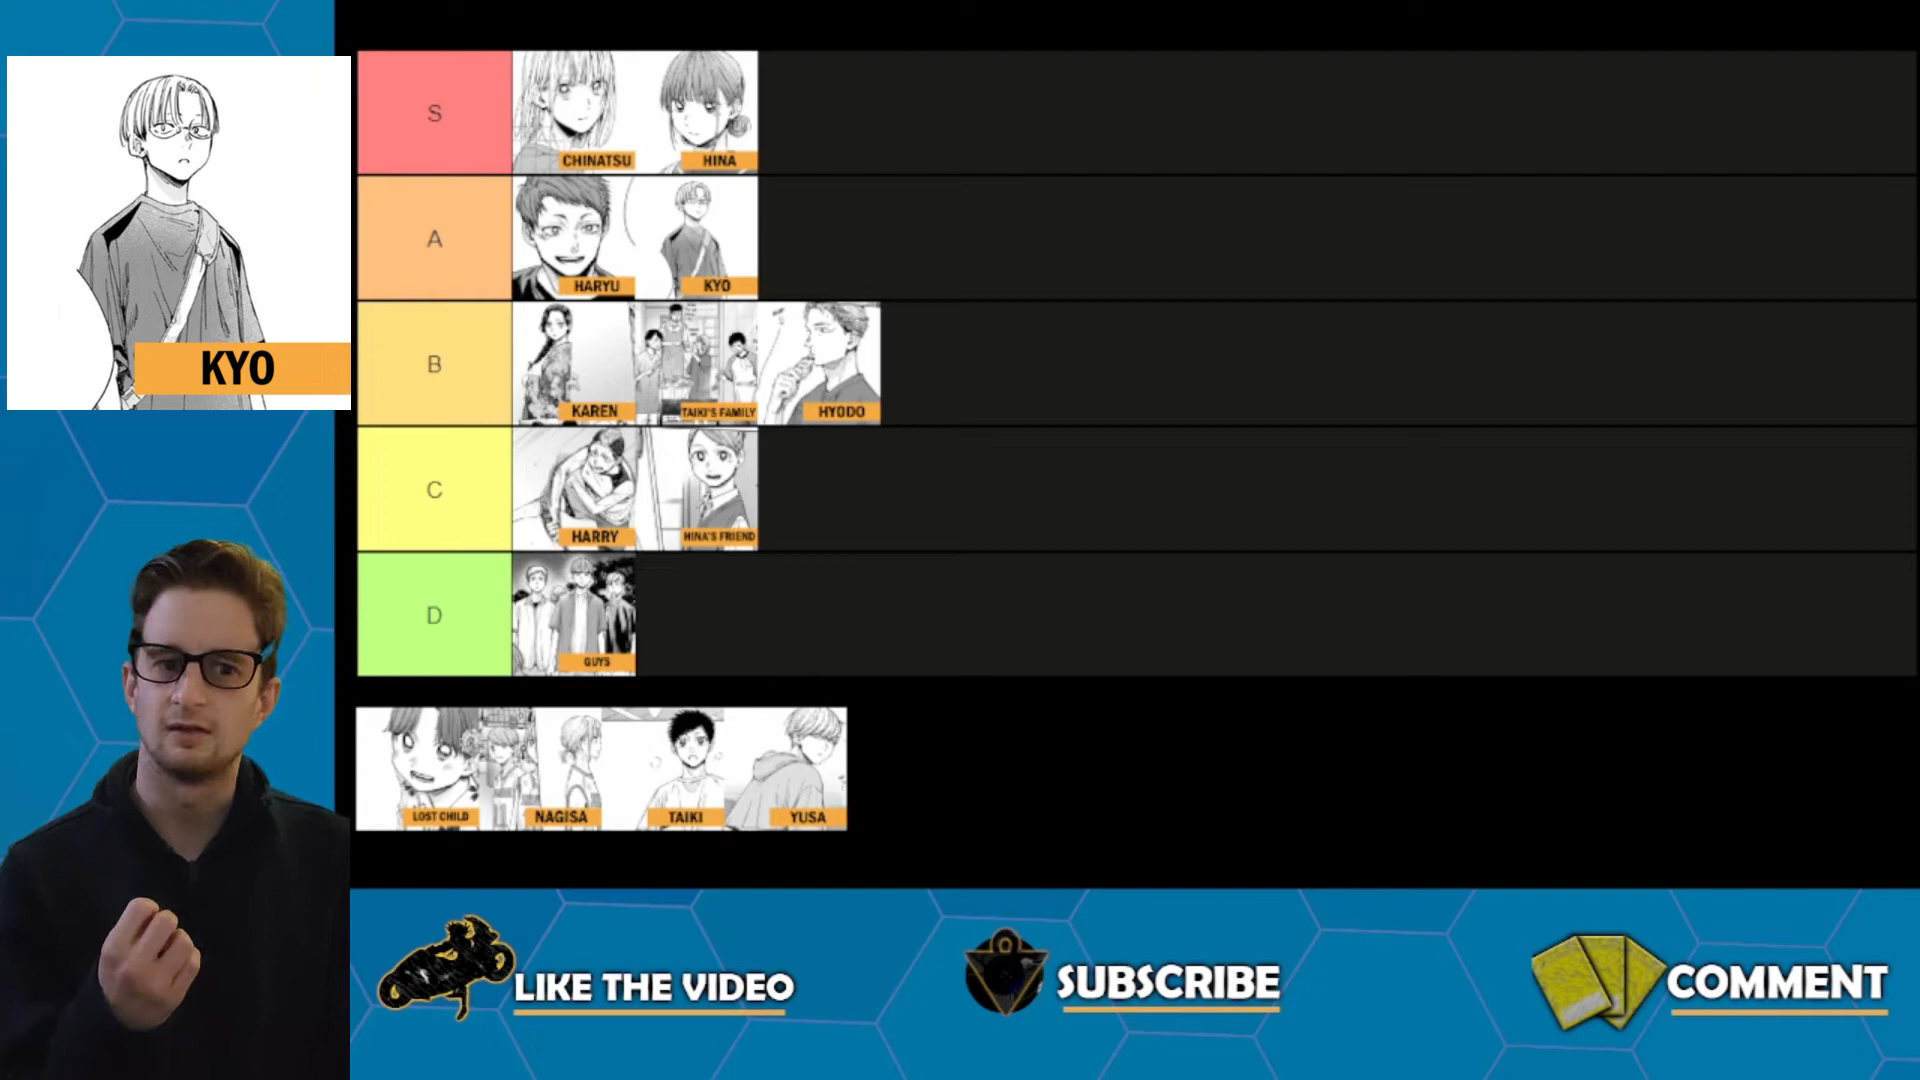 KYO
S
CHINATSU
HINA
A
HARYU
KYO
B
KAREN
TAIKI'S FAMILY
HYODO
C
HARRY
HINA'S FRIEND
D
GUYS
LOST CHILD
NAGISA
TAIKI
YUSA
LIKE THE VIDEO
SUBSCRIBE
COMMENT